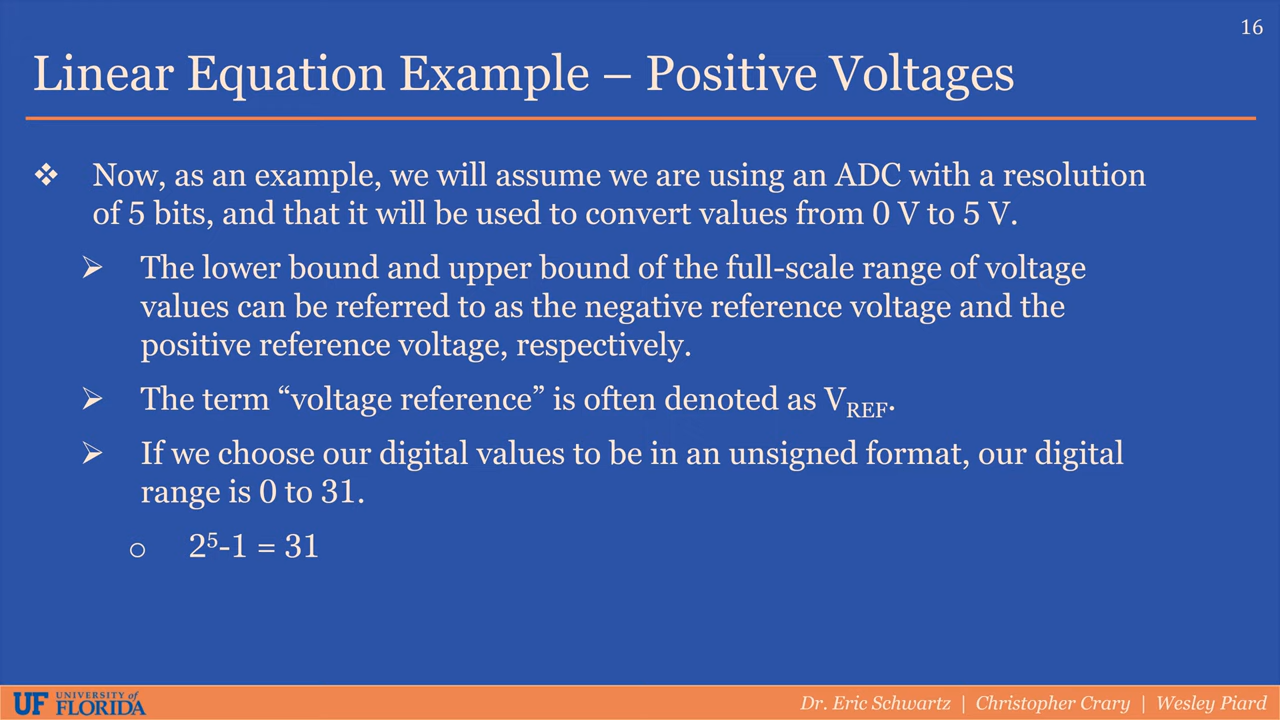 16
Linear Equation Example – Positive Voltages
❖ Now, as an example, we will assume we are using an ADC with a resolution
of 5 bits, and that it will be used to convert values from 0 V to 5 V.
➢ The lower bound and upper bound of the full-scale range of voltage
values can be referred to as the negative reference voltage and the
positive reference voltage, respectively.
➢ The term “voltage reference” is often denoted as V_REF.
➢ If we choose our digital values to be in an unsigned format, our digital
range is 0 to 31.
o 2⁵-1 = 31
UF UNIVERSITY of
FLORIDA
Dr. Eric Schwartz | Christopher Crary | Wesley Piard